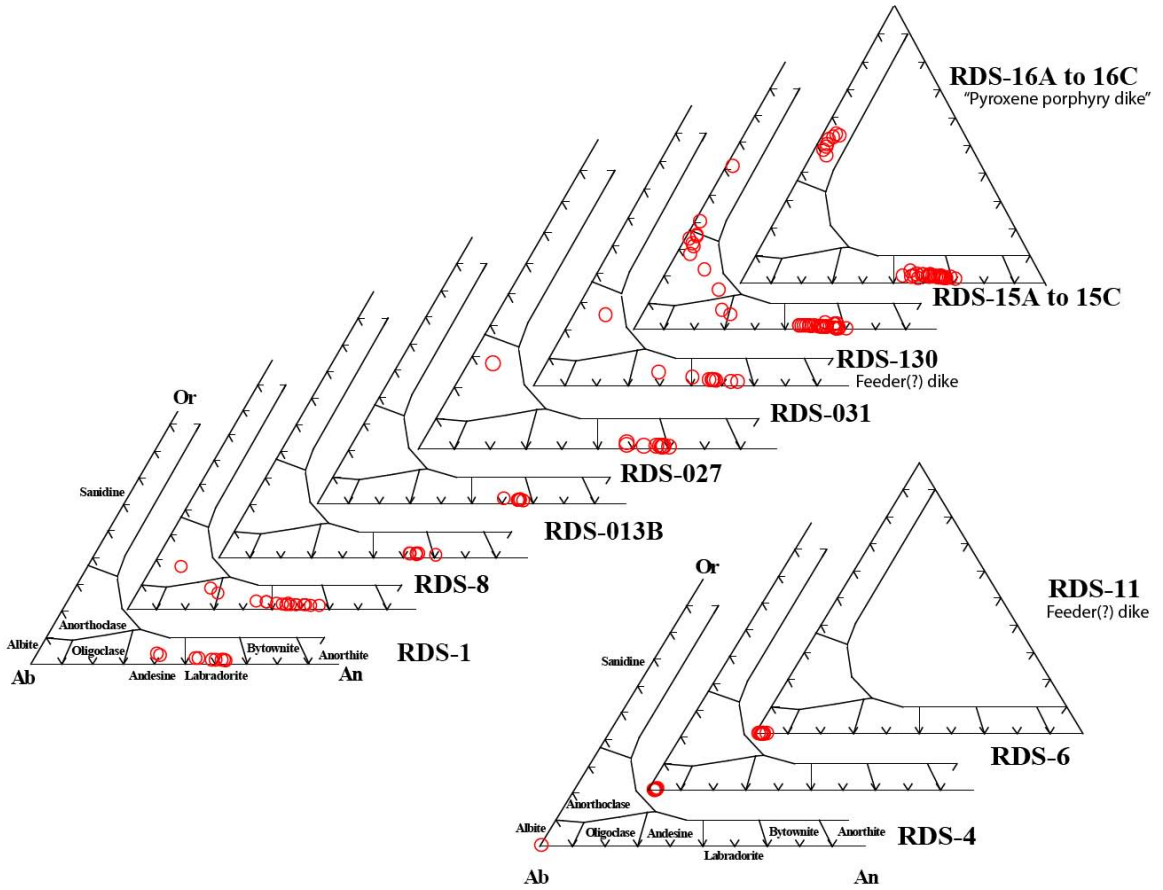 RDS-16A to 16C
"Pyroxene porphyry dike"
RDS-15A to 15C
RDS-130
Feeder(?) dike
RDS-031
RDS-027
RDS-013B
RDS-8
RDS-1
Or
Sanidine
Anorthoclase
Albite
Oligoclase
Bytownite
Anorthite
Ab
Andesine
Labradorite
An
RDS-11
Feeder(?) dike
RDS-6
RDS-4
Or
Sanidine
Anorthoclase
Albite
Oligoclase
Andesine
Bytownite
Anorthite
Labradorite
Ab
An